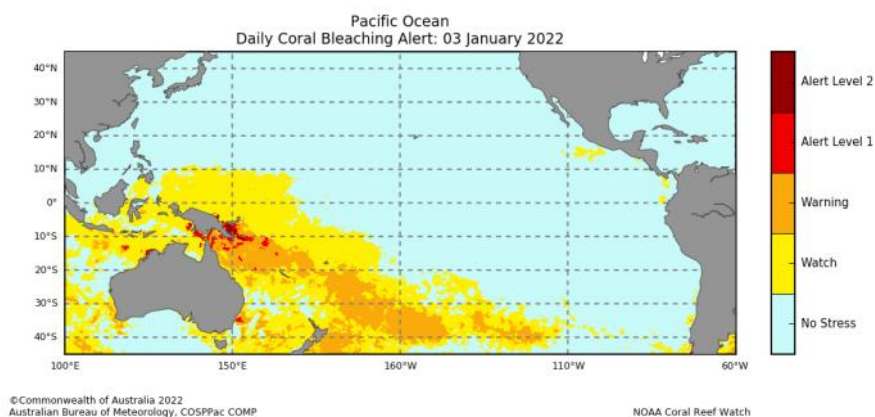 Pacific Ocean
Daily Coral Bleaching Alert: 03 January 2022
40°N
30°N
20°N
10°N
0°
10°S
20°S
30°S
40°S
100°E
150°E
160°W
110°W
60°W
Alert Level 2
Alert Level 1
Warning
Watch
No Stress
©Commonwealth of Australia 2022
Australian Bureau of Meteorology, COSPPac COMP
NOAA Coral Reef Watch